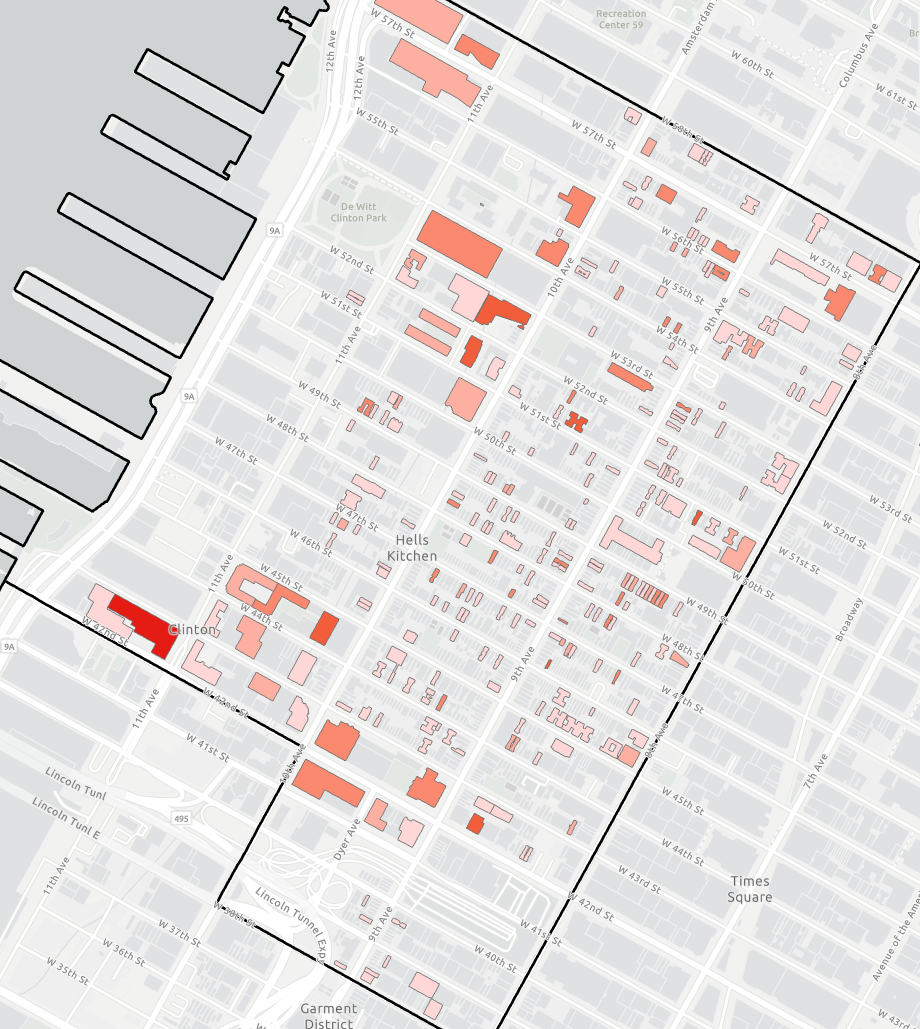 Recreation
Center 59
Amsterdam
Columbus Ave
W 57th St
12th Ave
12th Ave
W 60th St
W 61st St
11th Ave
W 55th St
W 57th St
W 58th St
De Witt
Clinton Park
9A
W 56th St
W 57th St
W 52nd St
10th Ave
W 55th St
W 51st St
9th Ave
11th Ave
W 54th St
8th Ave
W 53rd St
W 52nd St
9A
W 49th St
W 51st St
W 48th St
W 50th St
W 47th St
W 53rd St
W 47th St
W 52nd St
Hells
Kitchen
W 46th St
W 51st St
11th Ave
W 45th St
W 50th St
W 49th St
W 44th St
Broadway
W 42nd St
Clinton
9A
W 48th St
9th Ave
W 47th St
11th Ave
W 42nd St
8th Ave
W 41st St
10th Ave
7th Ave
Lincoln Tunl
W 45th St
Lincoln Tunl E
495
Dyer Ave
W 44th St
11th Ave
W 43rd St
Times
Square
Lincoln Tunnel Expy
W 42nd St
W 39th St
9th Ave
W 41st St
W 37th St
W 36th St
W 40th St
W 35th St
Avenue of the Ame
Garment
District
W 43rd